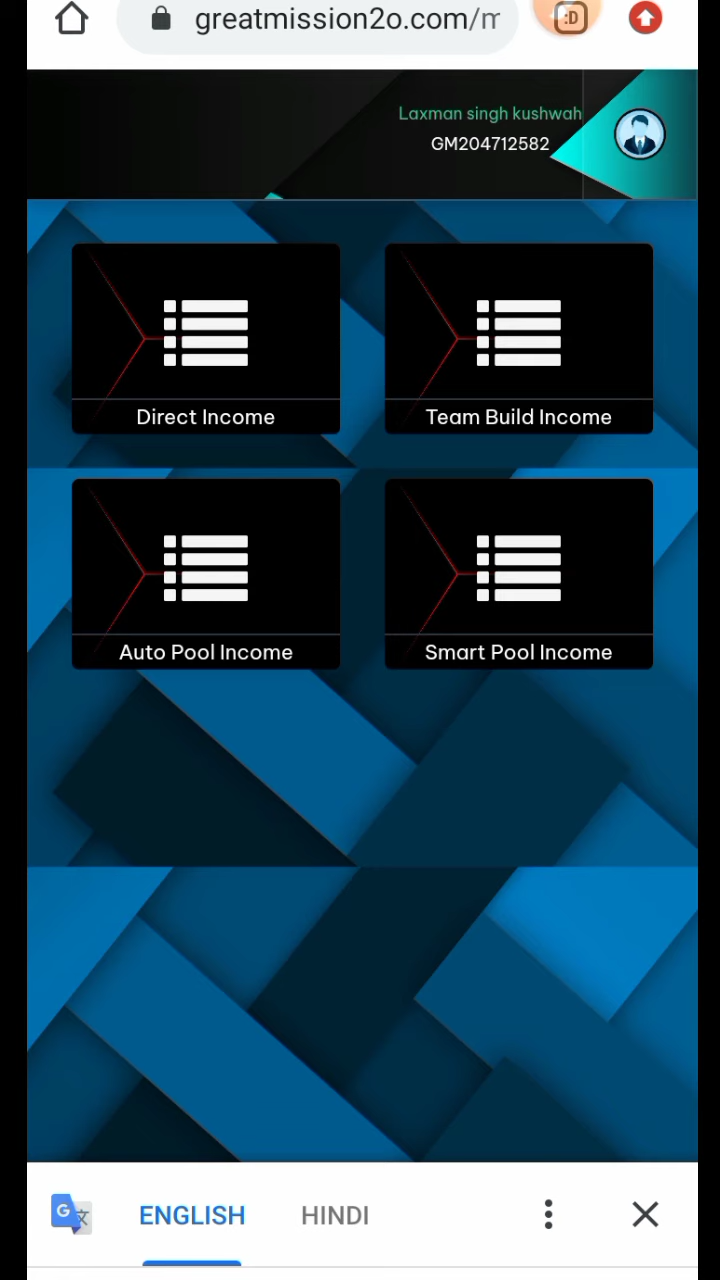 greatmission2o.com/m
:D
Laxman singh kushwah
GM204712582
Direct Income
Team Build Income
Auto Pool Income
Smart Pool Income
G 文
ENGLISH
HINDI